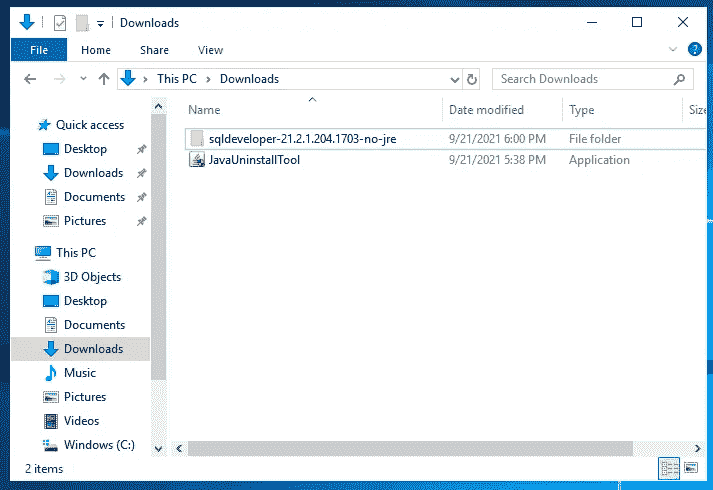 Downloads
File Home Share View
This PC Downloads
Search Downloads
Name Date modified Type Size
Quick access
Desktop
Downloads
Documents
Pictures
This PC
3D Objects
Desktop
Documents
Downloads
Music
Pictures
Videos
Windows (C:)
sqldeveloper-21.2.1.204.1703-no-jre 9/21/2021 6:00 PM File folder
JavaUninstallTool 9/21/2021 5:38 PM Application
2 items